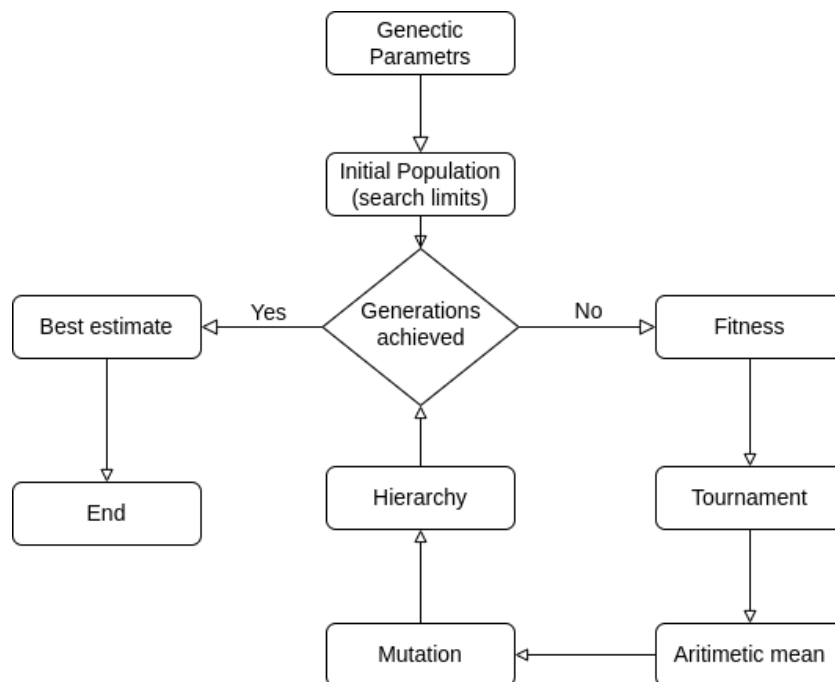 Genectic
Parametrs
Initial Population
(search limits)
Generations
achieved
Yes
No
Best estimate
Fitness
End
Hierarchy
Tournament
Mutation
Aritimetic mean